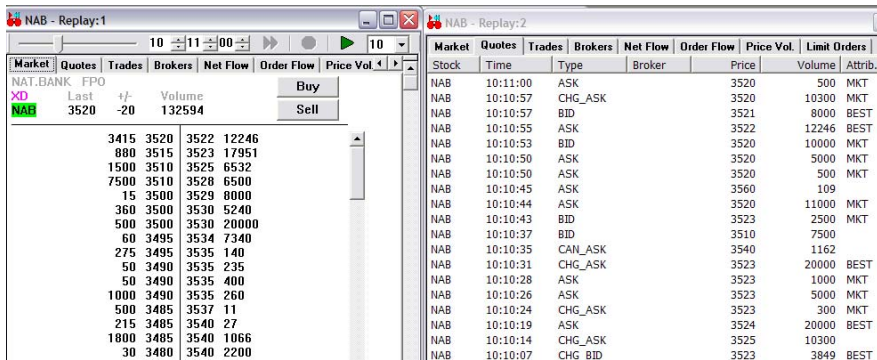 NAB - Replay:1
10 11 00 10
Market Quotes Trades Brokers Net Flow Order Flow Price Vol.
NAT.BANK FPO Buy
XD Last +/- Volume
NAB 3520 -20 132594 Sell
3415 3520 3522 12246
880 3515 3523 17951
1500 3510 3525 6532
7500 3510 3528 6500
15 3500 3529 8000
360 3500 3530 5240
500 3500 3530 20000
60 3495 3534 7340
275 3495 3535 140
50 3490 3535 235
50 3490 3535 400
1000 3490 3535 260
500 3485 3537 11
215 3485 3540 27
1800 3485 3540 1066
30 3480 3540 2200
NAB - Replay:2
Market Quotes Trades Brokers Net Flow Order Flow Price Vol. Limit Orders
Stock Time Type Broker Price Volume Attrib.
NAB 10:11:00 ASK 3520 500 MKT
NAB 10:10:57 CHG_ASK 3520 10300 MKT
NAB 10:10:57 BID 3521 8000 BEST
NAB 10:10:55 ASK 3522 12246 BEST
NAB 10:10:53 BID 3520 10000 MKT
NAB 10:10:50 ASK 3520 5000 MKT
NAB 10:10:50 ASK 3520 500 MKT
NAB 10:10:45 ASK 3560 109
NAB 10:10:44 ASK 3520 11000 MKT
NAB 10:10:43 BID 3523 2500 MKT
NAB 10:10:37 BID 3510 7500
NAB 10:10:35 CAN_ASK 3540 1162
NAB 10:10:31 CHG_ASK 3523 20000 BEST
NAB 10:10:28 ASK 3523 1000 MKT
NAB 10:10:26 ASK 3523 5000 MKT
NAB 10:10:24 CHG_ASK 3523 300 MKT
NAB 10:10:19 ASK 3524 20000 BEST
NAB 10:10:14 CHG_ASK 3525 10300
NAB 10:10:07 CHG_BID 3523 3849 BEST